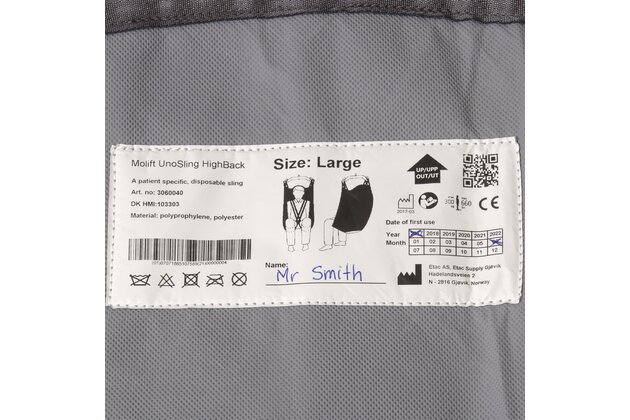 Molift UnoSling HighBack
A patient specific, disposable sling
Art. no: 3060040
DK HMI:103303
Material: polyprophylene, polyester
Size: Large
Name:
Mr Smith
UP/UPP
OUT/UT
2017-03
300
660
CE
Date of first use
Year 2018 2019 2020 2021 2022
Month 01 02 03 04 05
07 08 09 10 11 12
Etac AS, Etac Supply Gjøvik
Hadelandsveien 2
N - 2816 Gjøvik, Norway